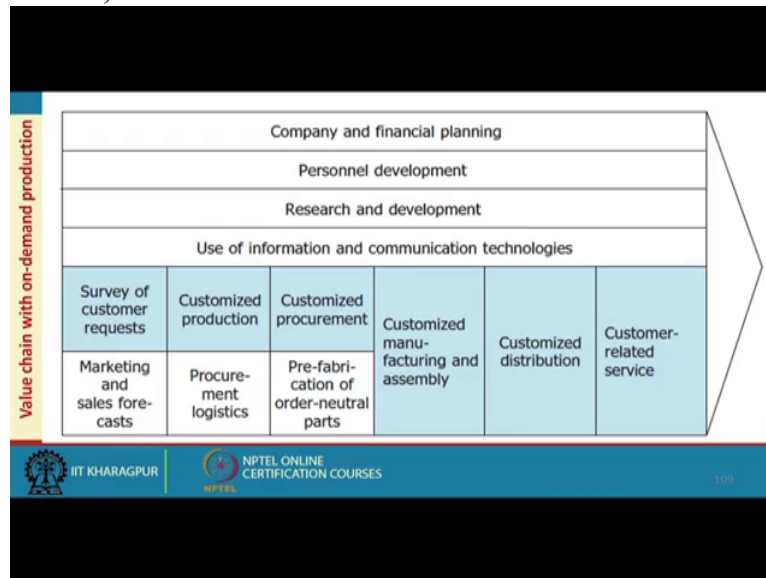 Value chain with on-demand production
Company and financial planning
Personnel development
Research and development
Use of information and communication technologies
Survey of
customer
requests
Customized
production
Customized
procurement
Customized
manu-
facturing and
assembly
Customized
distribution
Customer-
related
service
Marketing
and
sales fore-
casts
Procure-
ment
logistics
Pre-fabri-
cation of
order-neutral
parts
IIT KHARAGPUR
NPTEL
NPTEL ONLINE
CERTIFICATION COURSES
109